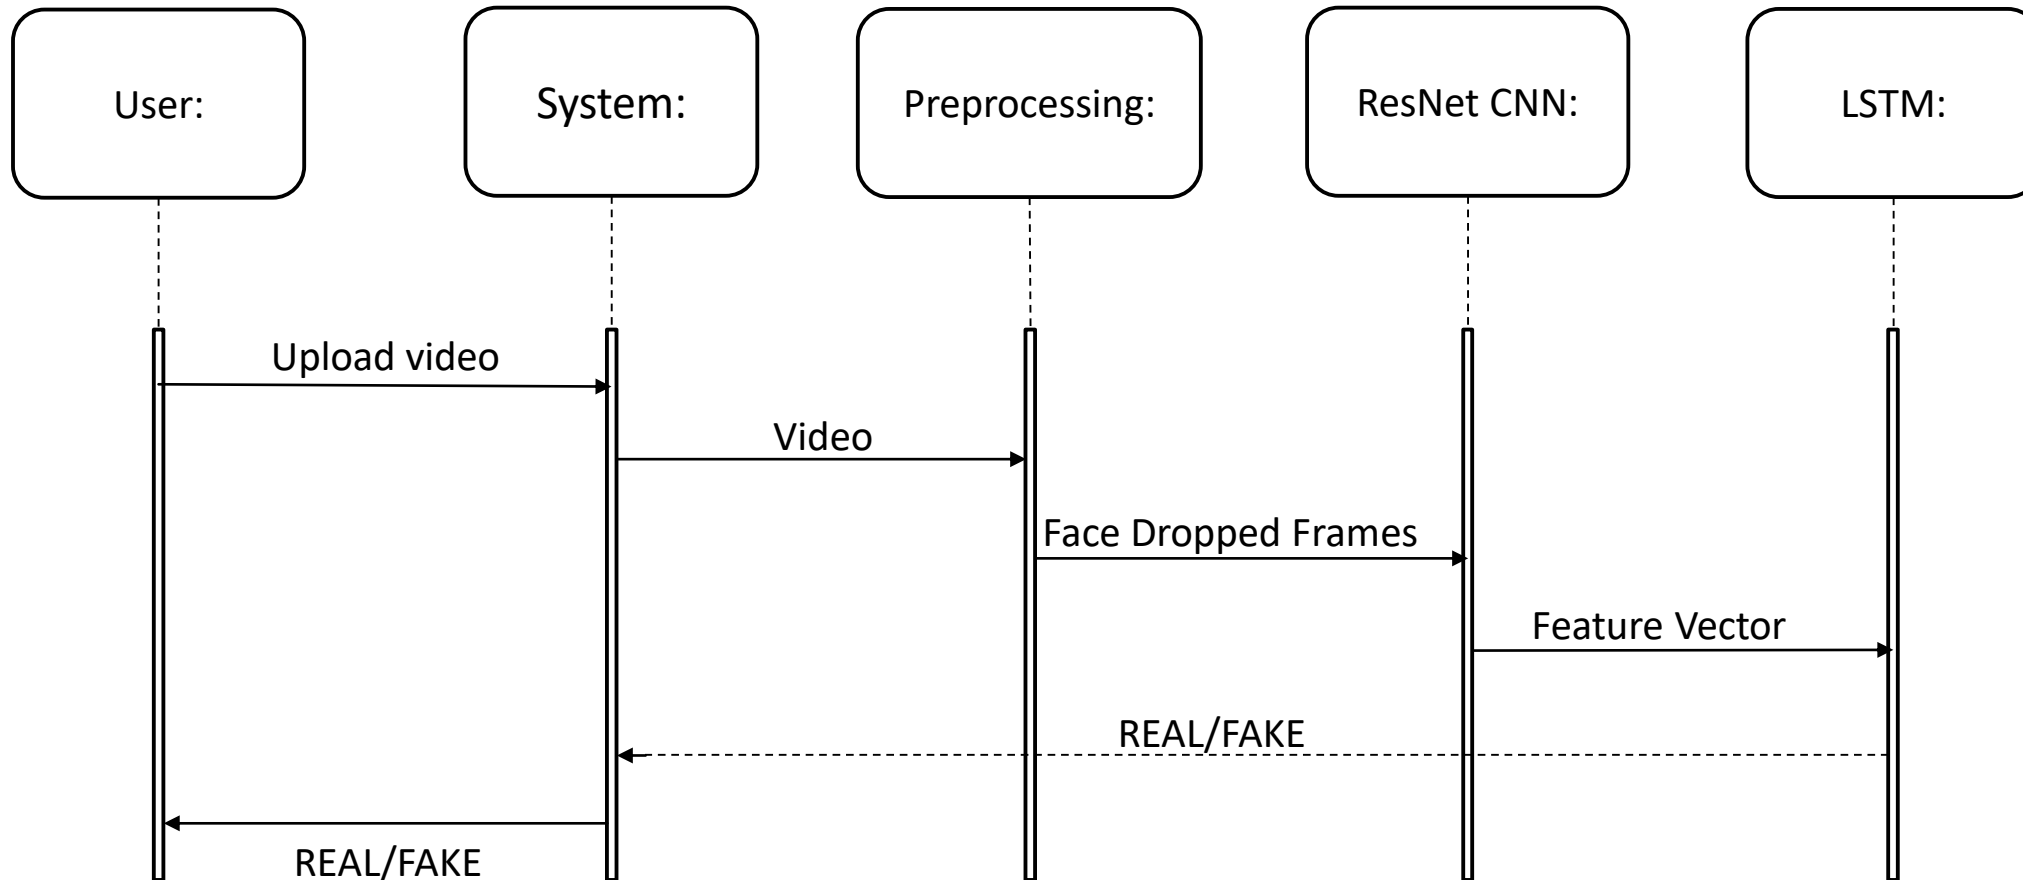 User:
System:
Preprocessing:
ResNet CNN:
LSTM:
Upload video
Video
Face Dropped Frames
Feature Vector
REAL/FAKE
REAL/FAKE